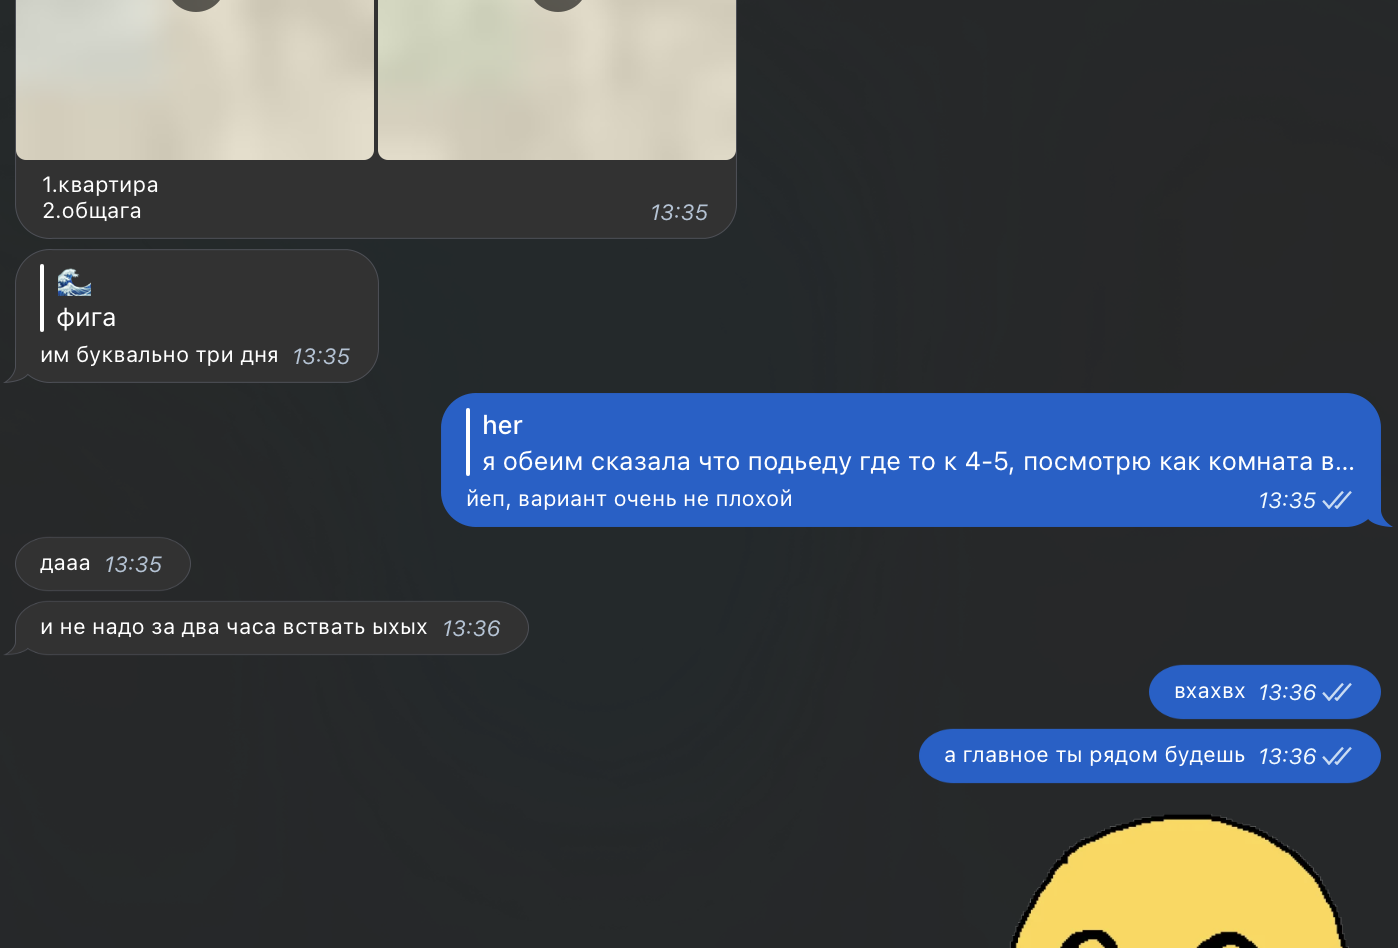 1.квартира
2.общага
13:35
🌊
фига
им буквально три дня 13:35
her
я обеим сказала что подьеду где то к 4-5, посмотрю как комната в...
йеп, вариант очень не плохой 13:35
дааа 13:35
и не надо за два часа вствать ыхых 13:36
вхахвх 13:36
а главное ты рядом будешь 13:36